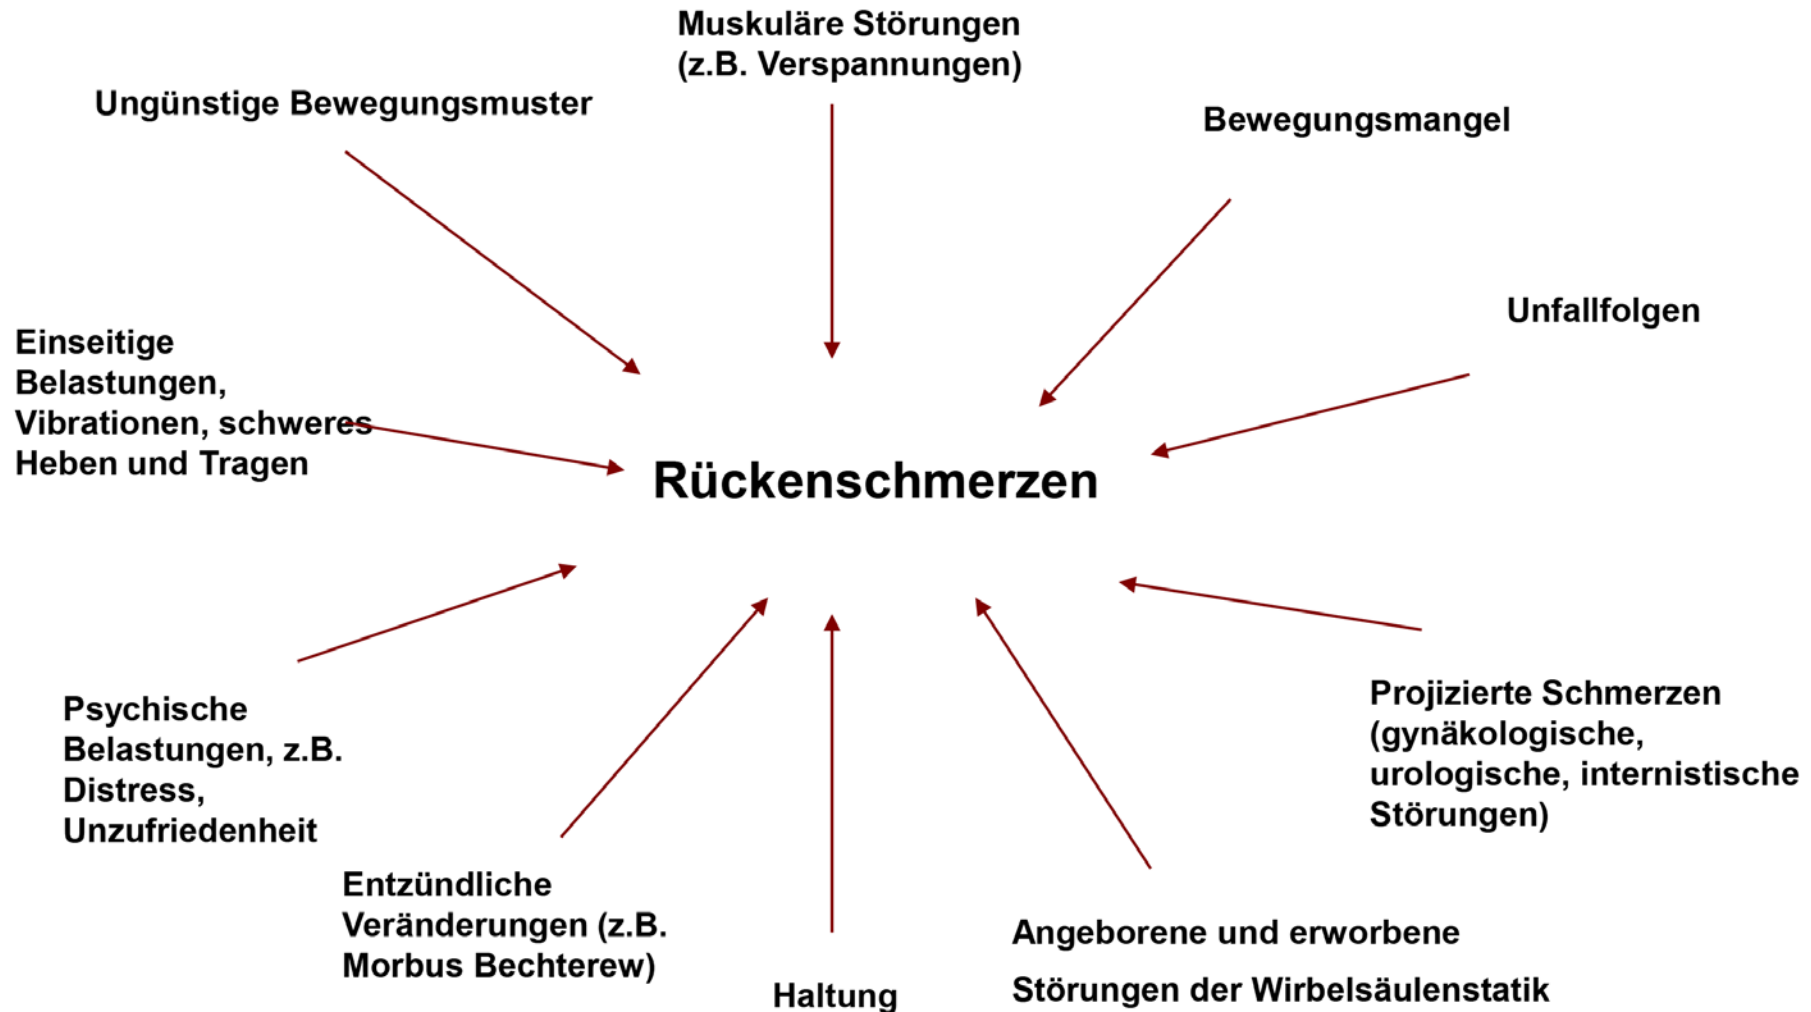 Muskuläre Störungen
(z.B. Verspannungen)
Ungünstige Bewegungsmuster
Bewegungsmangel
Unfallfolgen
Einseitige
Belastungen,
Vibrationen, schweres
Heben und Tragen
Rückenschmerzen
Psychische
Belastungen, z.B.
Distress,
Unzufriedenheit
Projizierte Schmerzen
(gynäkologische,
urologische, internistische
Störungen)
Entzündliche
Veränderungen (z.B.
Morbus Bechterew)
Haltung
Angeborene und erworbene
Störungen der Wirbelsäulenstatik